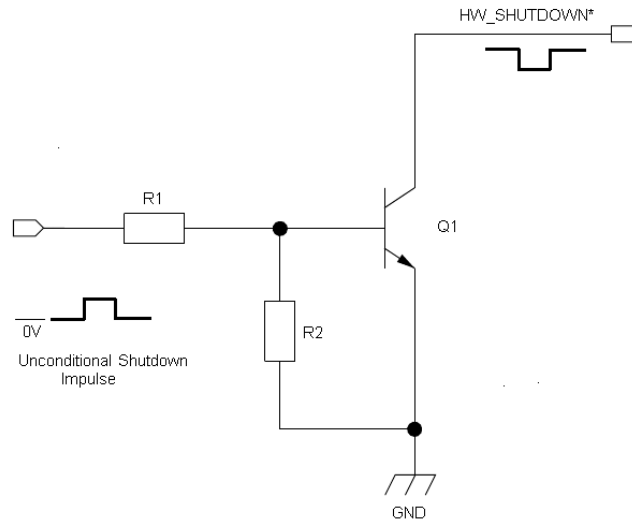 HW_SHUTDOWN*
R1
Q1
R2
0V
Unconditional Shutdown
Impulse
GND